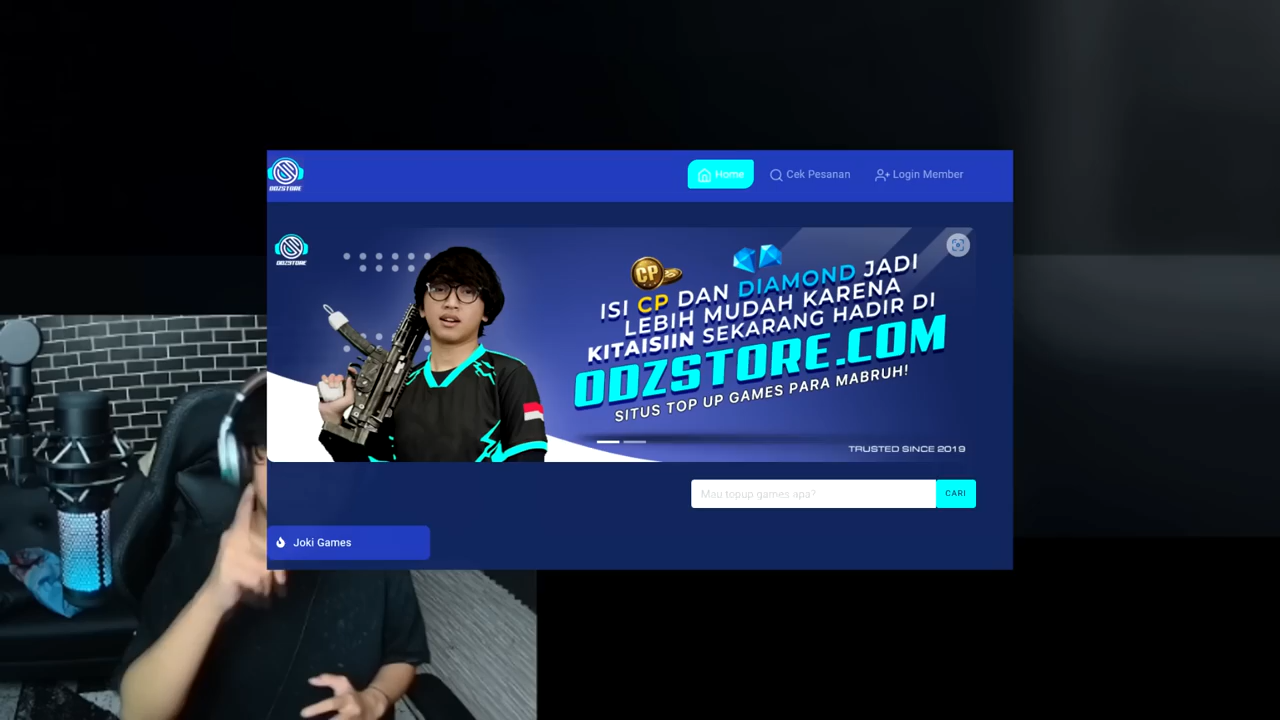 ODZSTORE
Home
Cek Pesanan
Login Member
ODZSTORE
CP
ISI CP DAN DIAMOND JADI
LEBIH MUDAH KARENA
KITAISIIN SEKARANG HADIR DI
ODZSTORE.COM
SITUS TOP UP GAMES PARA MABRUH!
TRUSTED SINCE 2019
Mau topup games apa?
CARI
Joki Games